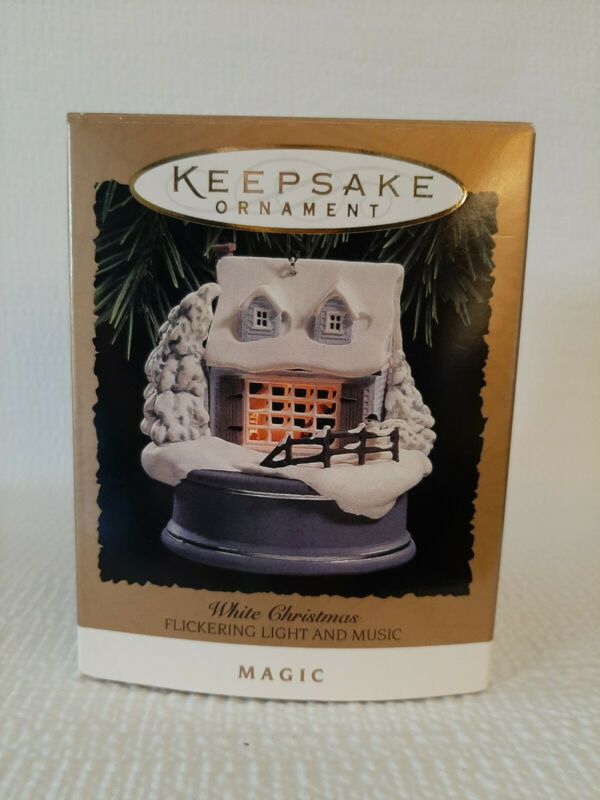 KEEPSAKE
ORNAMENT
White Christmas
FLICKERING LIGHT AND MUSIC
MAGIC